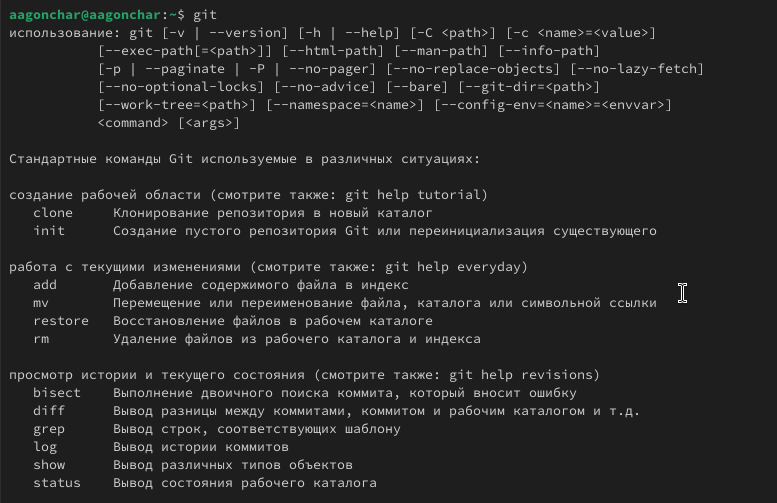 aagonchar@aagonchar:~$ git
использование: git [-v | --version] [-h | --help] [-C <path>] [-c <name>=<value>]
           [--exec-path[=<path>]] [--html-path] [--man-path] [--info-path]
           [-p | --paginate | -P | --no-pager] [--no-replace-objects] [--no-lazy-fetch]
           [--no-optional-locks] [--no-advice] [--bare] [--git-dir=<path>]
           [--work-tree=<path>] [--namespace=<name>] [--config-env=<name>=<envvar>]
           <command> [<args>]

Стандартные команды Git используемые в различных ситуациях:

создание рабочей области (смотрите также: git help tutorial)
   clone     Клонирование репозитория в новый каталог
   init      Создание пустого репозитория Git или переинициализация существующего

работа с текущими изменениями (смотрите также: git help everyday)
   add       Добавление содержимого файла в индекс
   mv        Перемещение или переименование файла, каталога или символьной ссылки
   restore   Восстановление файлов в рабочем каталоге
   rm        Удаление файлов из рабочего каталога и индекса

просмотр истории и текущего состояния (смотрите также: git help revisions)
   bisect    Выполнение двоичного поиска коммита, который вносит ошибку
   diff      Вывод разницы между коммитами, коммитом и рабочим каталогом и т.д.
   grep      Вывод строк, соответствующих шаблону
   log       Вывод истории коммитов
   show      Вывод различных типов объектов
   status    Вывод состояния рабочего каталога